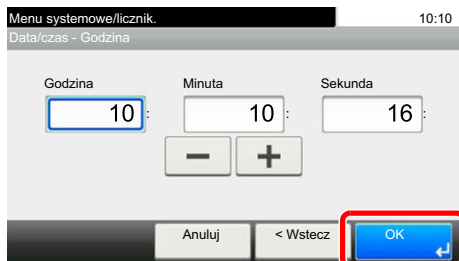 Menu systemowe/licznik. 10:10
Data/czas - Godzina
Godzina Minuta Sekunda
10 : 10 : 16 :
Anuluj < Wstecz OK